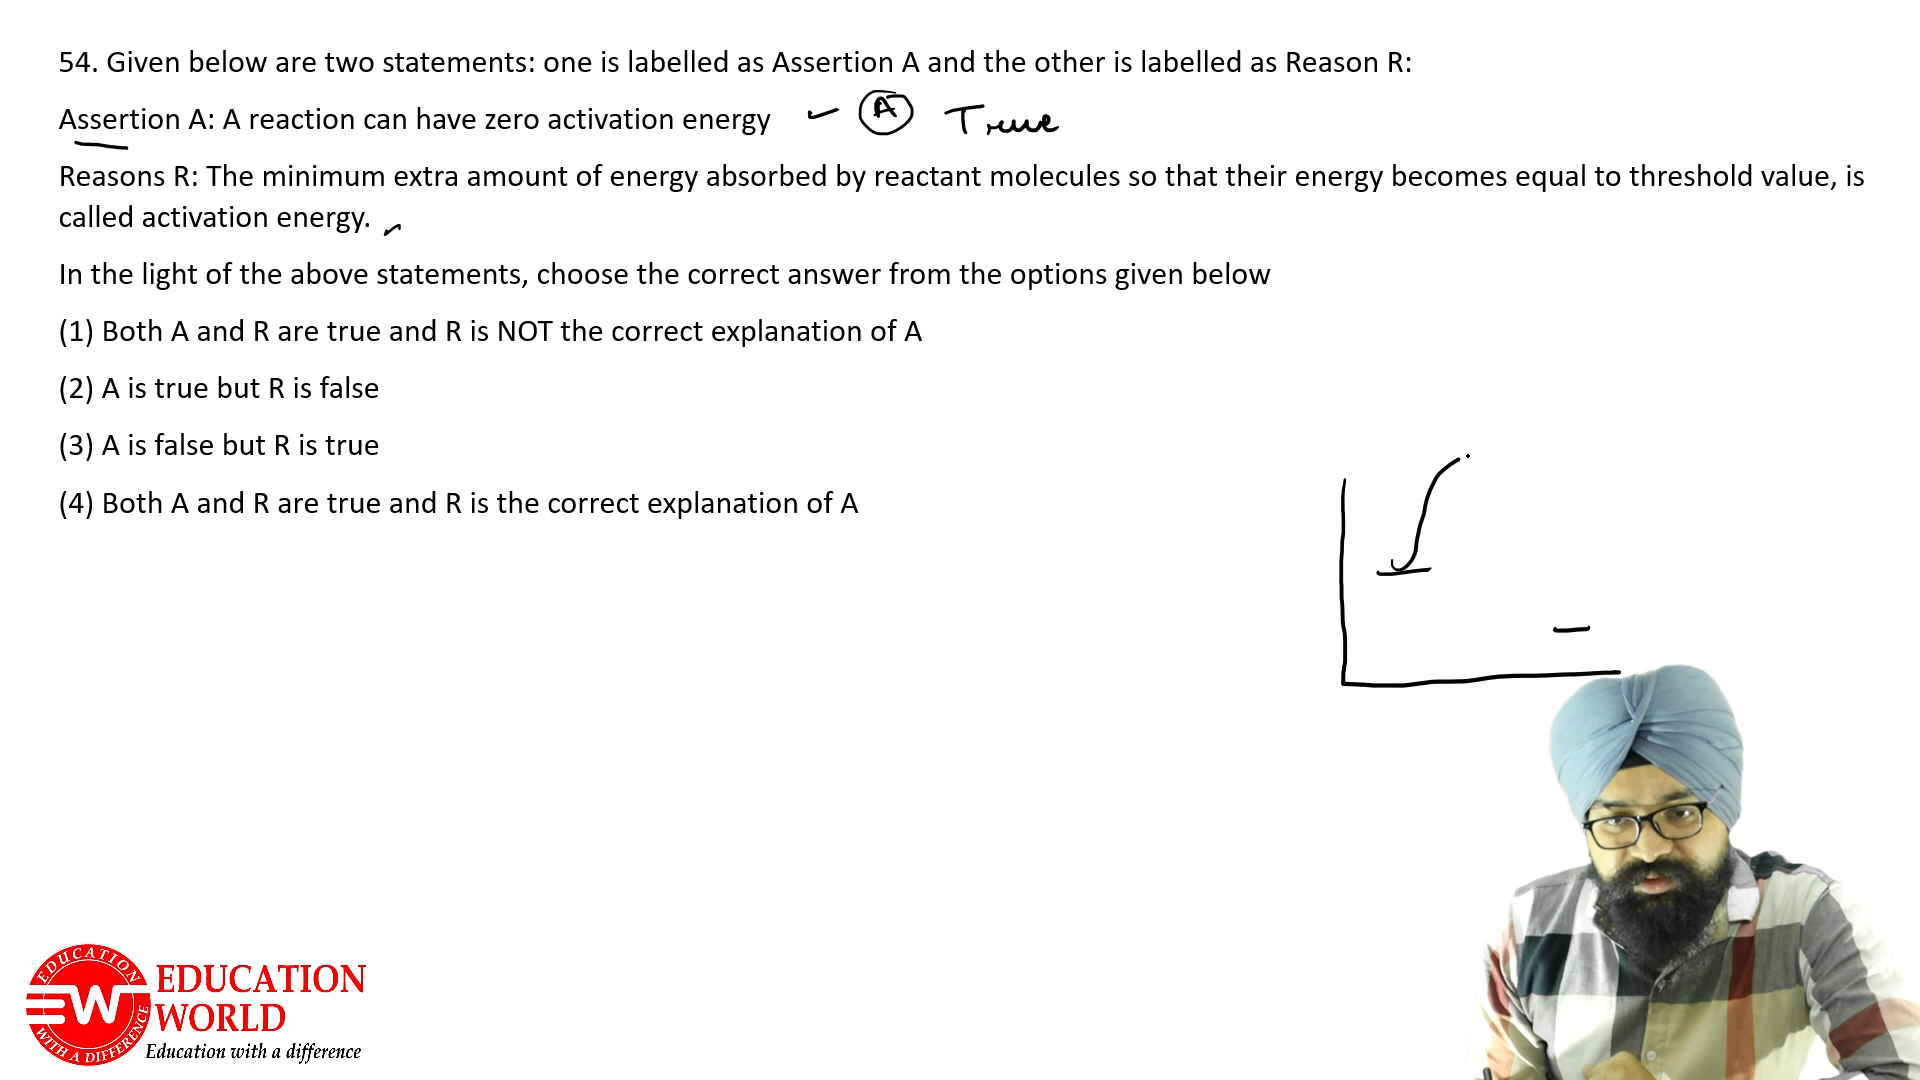 54. Given below are two statements: one is labelled as Assertion A and the other is labelled as Reason R:
Assertion A: A reaction can have zero activation energy A True
Reasons R: The minimum extra amount of energy absorbed by reactant molecules so that their energy becomes equal to threshold value, is
called activation energy.
In the light of the above statements, choose the correct answer from the options given below
(1) Both A and R are true and R is NOT the correct explanation of A
(2) A is true but R is false
(3) A is false but R is true
(4) Both A and R are true and R is the correct explanation of A
EDUCATION
EW
WITH A DIFFERENCE
EDUCATION
WORLD
Education with a difference